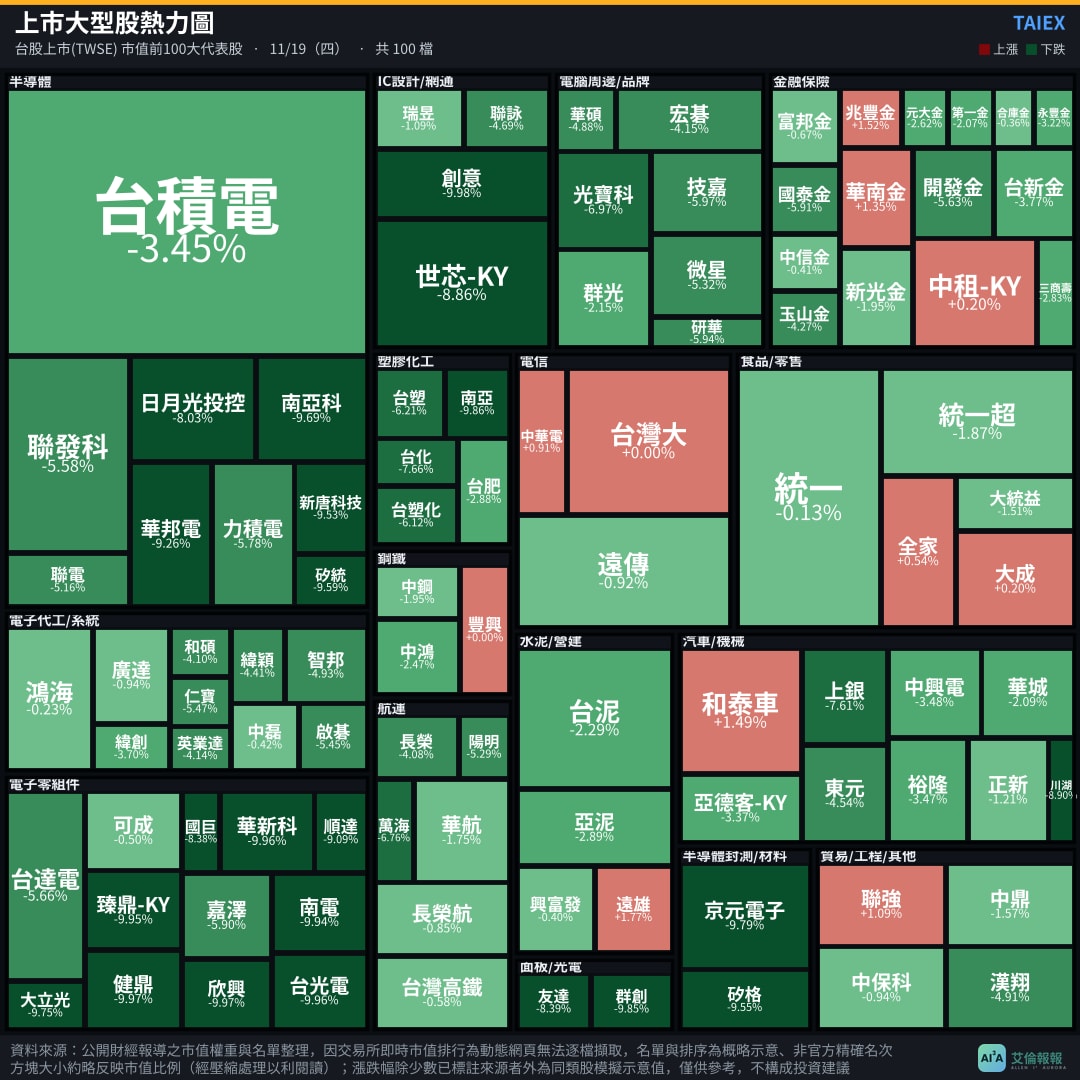 上市大型股熱力圖
TAIEX
台股上市(TWSE) 市值前100大代表股 · 11/19（四） · 共 100 檔
上漲 下跌
半導體
台積電
-3.45%
聯發科
-5.58%
日月光投控
-8.03%
南亞科
-9.69%
華邦電
-9.26%
力積電
-5.78%
新唐科技
-9.53%
聯電
-5.16%
矽統
-9.59%
IC設計/網通
瑞昱
-1.09%
聯詠
-4.69%
創意
-9.98%
世芯-KY
-8.86%
電腦周邊/品牌
華碩
-4.88%
宏碁
-4.15%
光寶科
-6.97%
技嘉
-5.97%
群光
-2.15%
微星
-5.32%
研華
-5.94%
金融保險
富邦金
-0.67%
兆豐金
+1.52%
元大金
-2.62%
第一金
-2.07%
合庫金
-0.36%
永豐金
-3.22%
國泰金
-5.91%
華南金
+1.35%
開發金
-5.63%
台新金
-3.77%
中信金
-0.41%
新光金
-1.95%
中租-KY
+0.20%
三商壽
-2.83%
玉山金
-4.27%
塑膠化工
台塑
-6.21%
南亞
-9.86%
台化
-7.66%
台肥
-2.88%
台塑化
-6.12%
電信
中華電
+0.91%
台灣大
+0.00%
遠傳
-0.92%
食品/零售
統一
-0.13%
統一超
-1.87%
全家
+0.54%
大統益
-1.51%
大成
+0.20%
鋼鐵
中鋼
-1.95%
豐興
+0.00%
中鴻
-2.47%
電子代工/系統
鴻海
-0.23%
廣達
-0.94%
和碩
-4.10%
緯穎
-4.41%
智邦
-4.93%
仁寶
-5.47%
緯創
-3.70%
英業達
-4.14%
中磊
-0.42%
啟碁
-5.45%
水泥/營建
台泥
-2.29%
亞泥
-2.89%
興富發
-0.40%
遠雄
+1.77%
汽車/機械
和泰車
+1.49%
上銀
-7.61%
中興電
-3.48%
華城
-2.09%
亞德客-KY
-3.37%
東元
-4.54%
裕隆
-3.47%
正新
-1.21%
川湖
-8.90%
航運
長榮
-4.08%
陽明
-5.29%
萬海
-6.76%
華航
-1.75%
長榮航
-0.85%
台灣高鐵
-0.58%
電子零組件
台達電
-5.66%
可成
-0.50%
國巨
-8.38%
華新科
-9.96%
順達
-9.09%
臻鼎-KY
-9.95%
嘉澤
-5.90%
南電
-9.94%
大立光
-9.75%
健鼎
-9.97%
欣興
-9.97%
台光電
-9.96%
半導體封測/材料
京元電子
-9.79%
矽格
-9.55%
貿易/工程/其他
聯強
+1.09%
中鼎
-1.57%
中保科
-0.94%
漢翔
-4.91%
面板/光電
友達
-8.39%
群創
-9.85%
資料來源：公開財經報導之市值權重與名單整理，因交易所即時市值排行為動態網頁無法逐檔擷取，名單與排序為概略示意、非官方精確名次
方塊大小約略反映市值比例（經壓縮處理以利閱讀）；漲跌幅除少數已標註來源者外為同類股模擬示意值，僅供參考，不構成投資建議
AI³A 艾倫報報
ALLEN IT AURORA